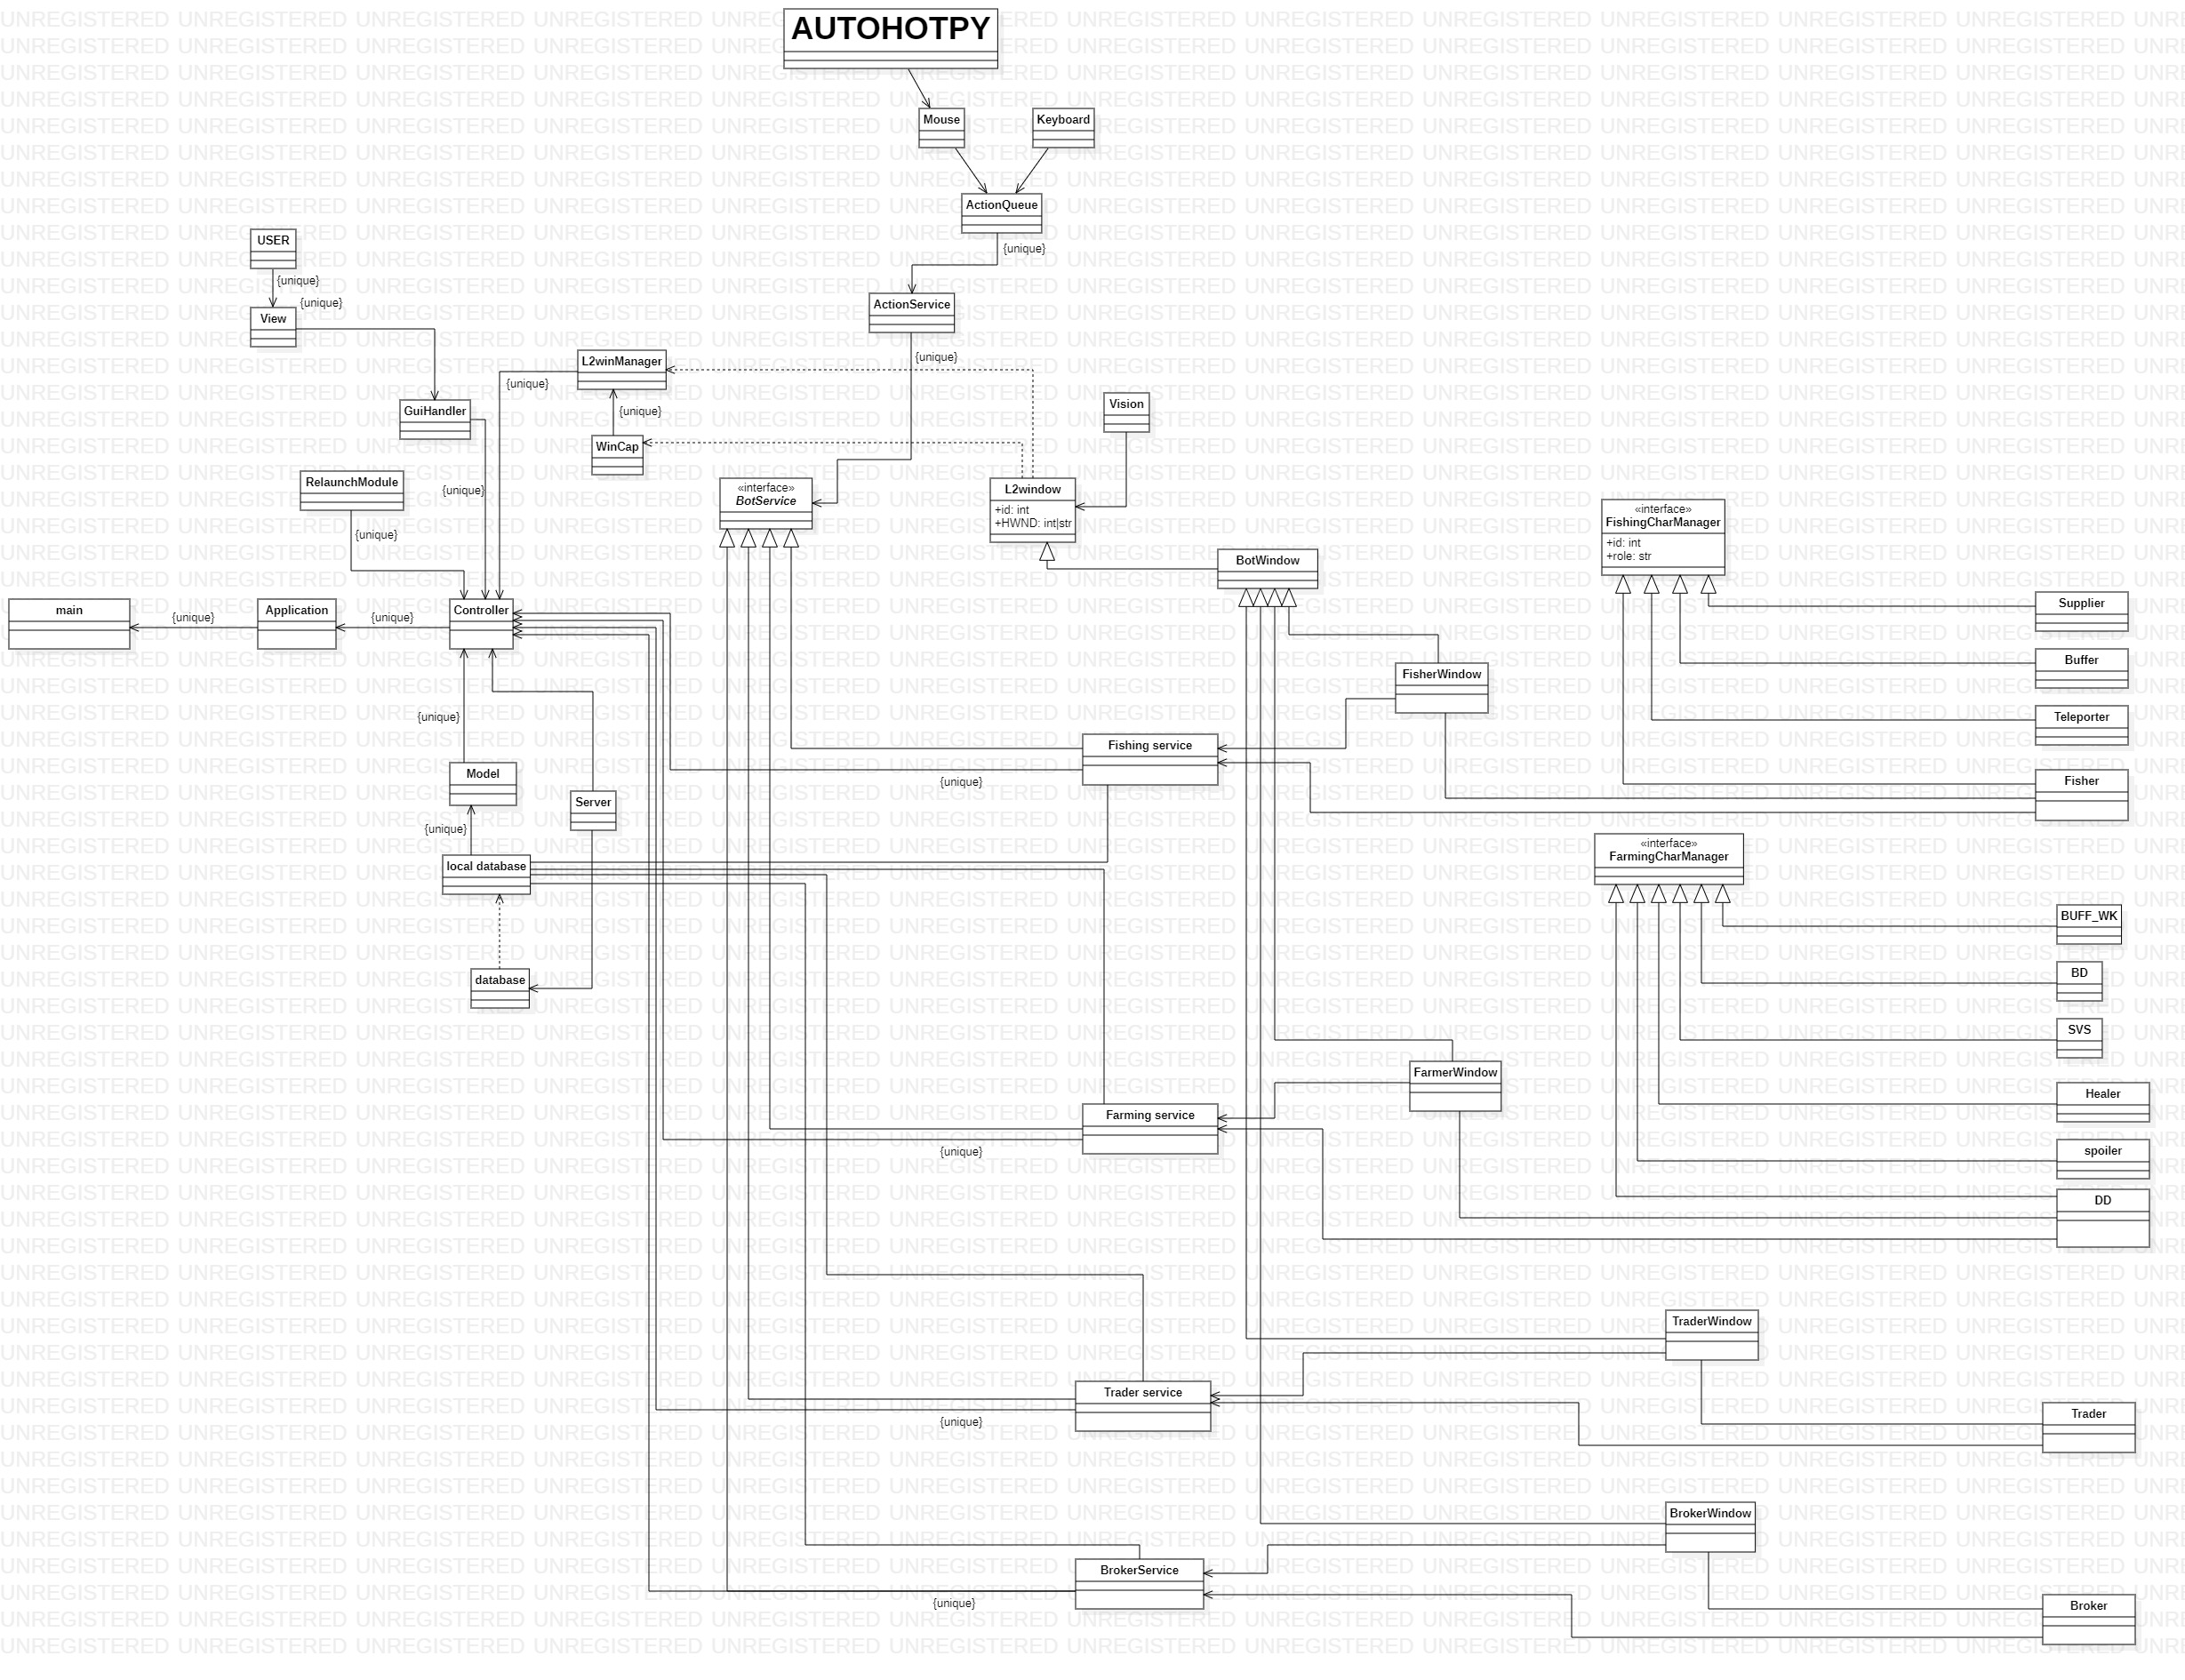 AUTOHOTPY
Mouse
Keyboard
ActionQueue
{unique}
USER
{unique}
{unique}
View
ActionService
{unique}
L2winManager
{unique}
GuiHandler
{unique}
WinCap
Vision
RelaunchModule
{unique}
{unique}
«interface»
BotService
L2window
+id: int
+HWND: int|str
«interface»
FishingCharManager
+id: int
+role: str
BotWindow
main
{unique}
Application
{unique}
Controller
Supplier
Buffer
FisherWindow
Teleporter
{unique}
Fishing service
{unique}
Model
Server
Fisher
{unique}
local database
«interface»
FarmingCharManager
BUFF_WK
database
BD
SVS
FarmerWindow
Healer
Farming service
{unique}
spoiler
DD
TraderWindow
Trader service
{unique}
Trader
BrokerWindow
BrokerService
{unique}
Broker
UNREGISTERED